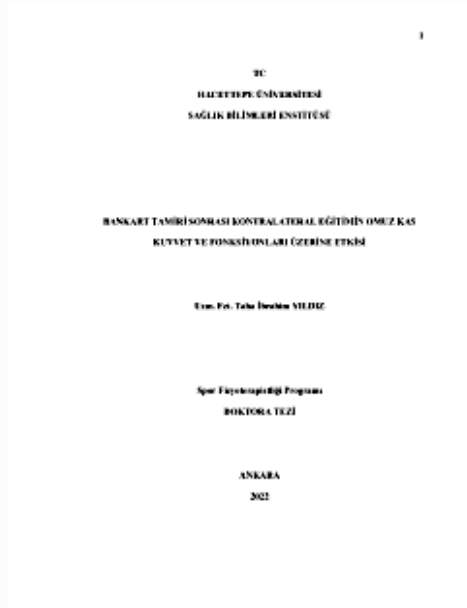 1
TC
HACETTEPE ÜNİVERSİTESİ
SAĞLIK BİLİMLERİ ENSTİTÜSÜ
BANKART TAMİRİ SONRASI KONTRALATERAL EĞİTİMİN OMUZ KAS
KUVVET VE FONKSİYONLARI ÜZERİNE ETKİSİ
Uzm. Fzt. Taha İbrahim YILDIZ
Spor Fizyoterapistliği Programı
DOKTORA TEZİ
ANKARA
2022